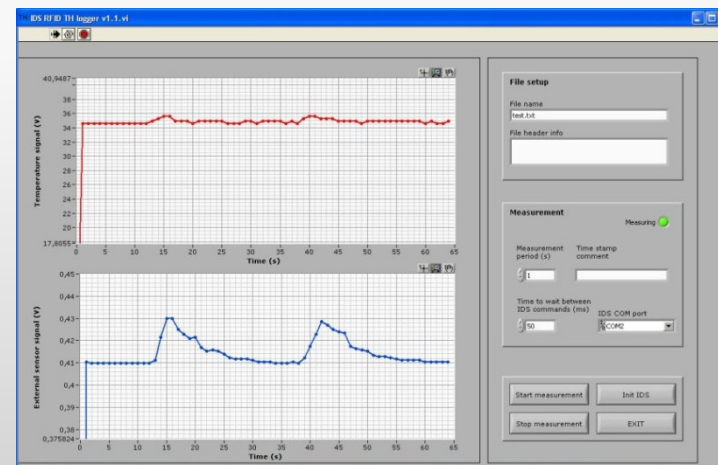 TH IDS RFID TH logger v1.1.vi
40,9487
38
36
34
32
30
28
26
24
22
20
17,8055
Temperature signal (V)
0 5 10 15 20 25 30 35 40 45 50 55 60 65
Time (s)
0,45
0,44
0,43
0,42
0,41
0,4
0,39
0,38
0,375824
External sensor signal (V)
0 5 10 15 20 25 30 35 40 45 50 55 60 65
Time (s)
File setup
File name
test.txt
File header info
Measurement
Measuring
Measurement period (s)
1
Time stamp comment
Time to wait between
IDS commands (ms)
50
IDS COM port
COM2
Start measurement
Init IDS
Stop measurement
EXIT